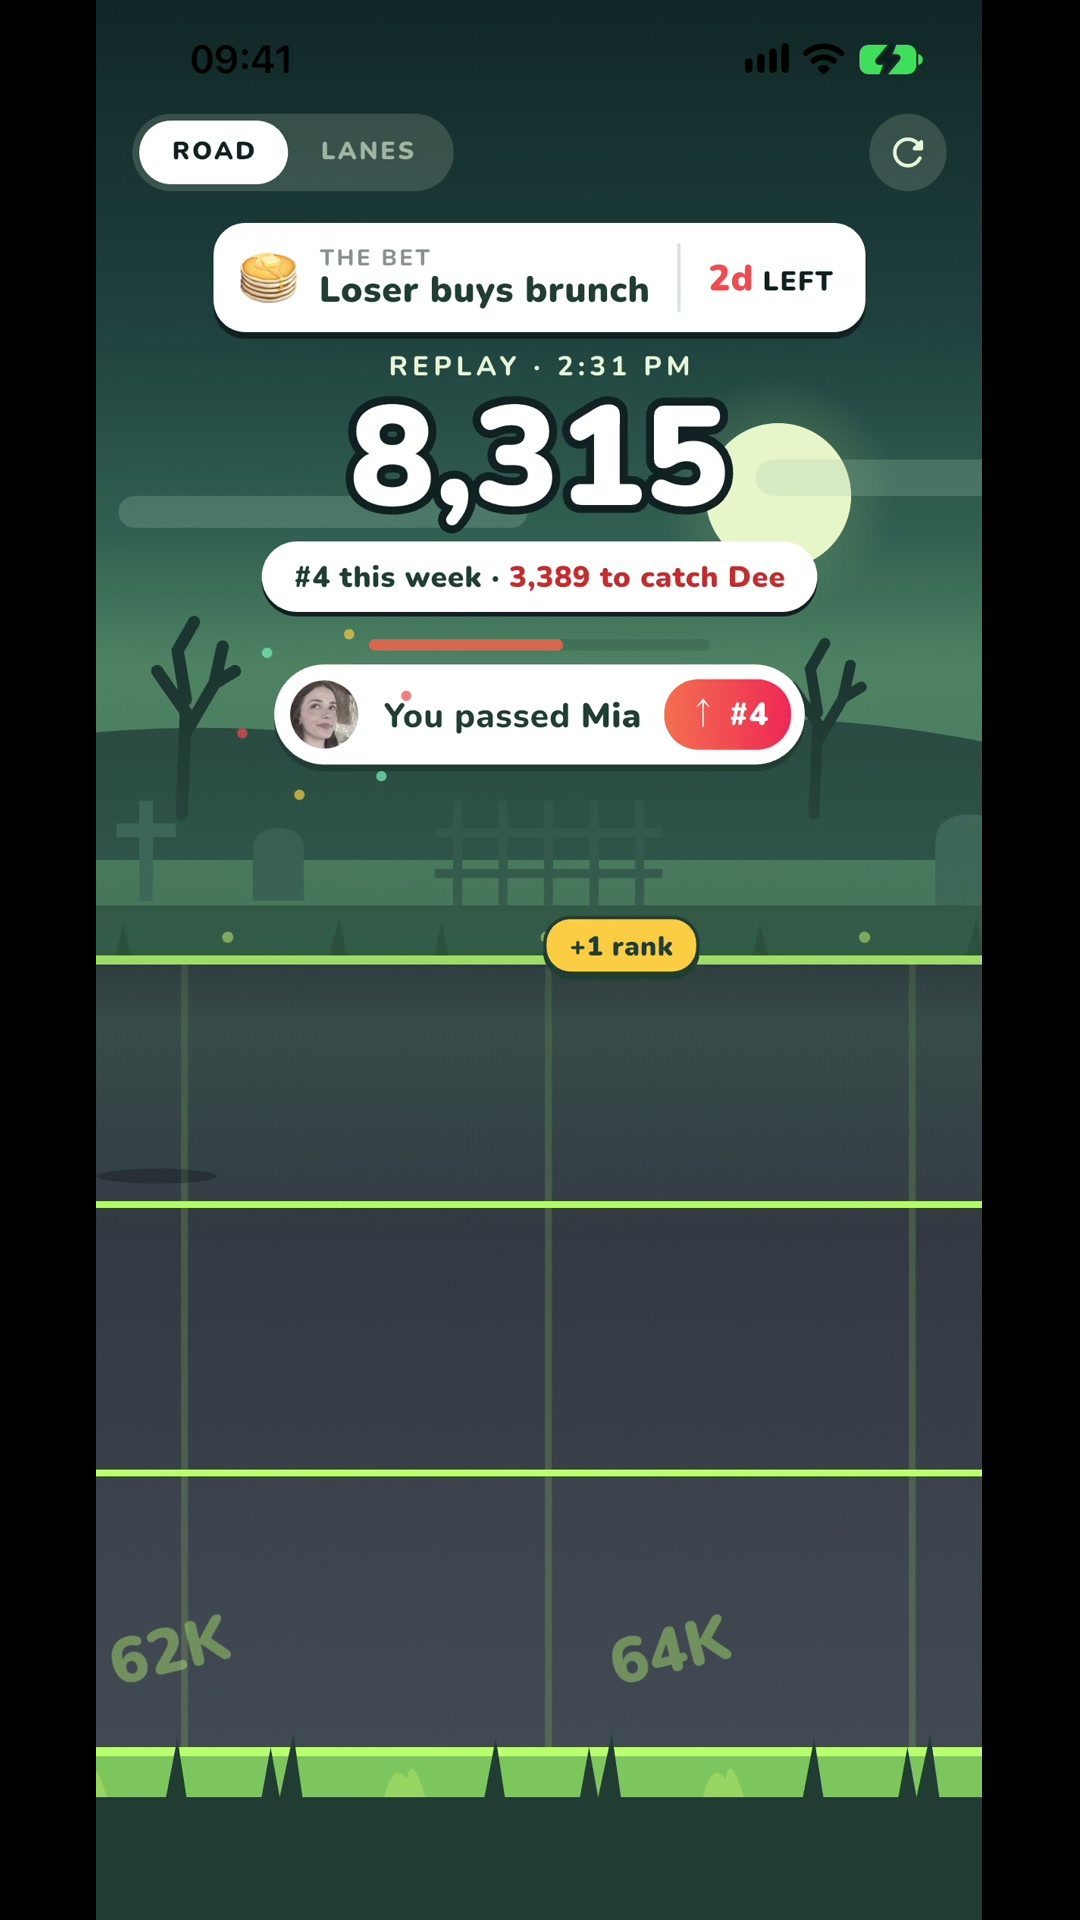 09:41
ROAD LANES
THE BET
Loser buys brunch
2d LEFT
REPLAY · 2:31 PM
8,315
#4 this week · 3,389 to catch Dee
You passed Mia
↑ #4
+1 rank
62K
64K